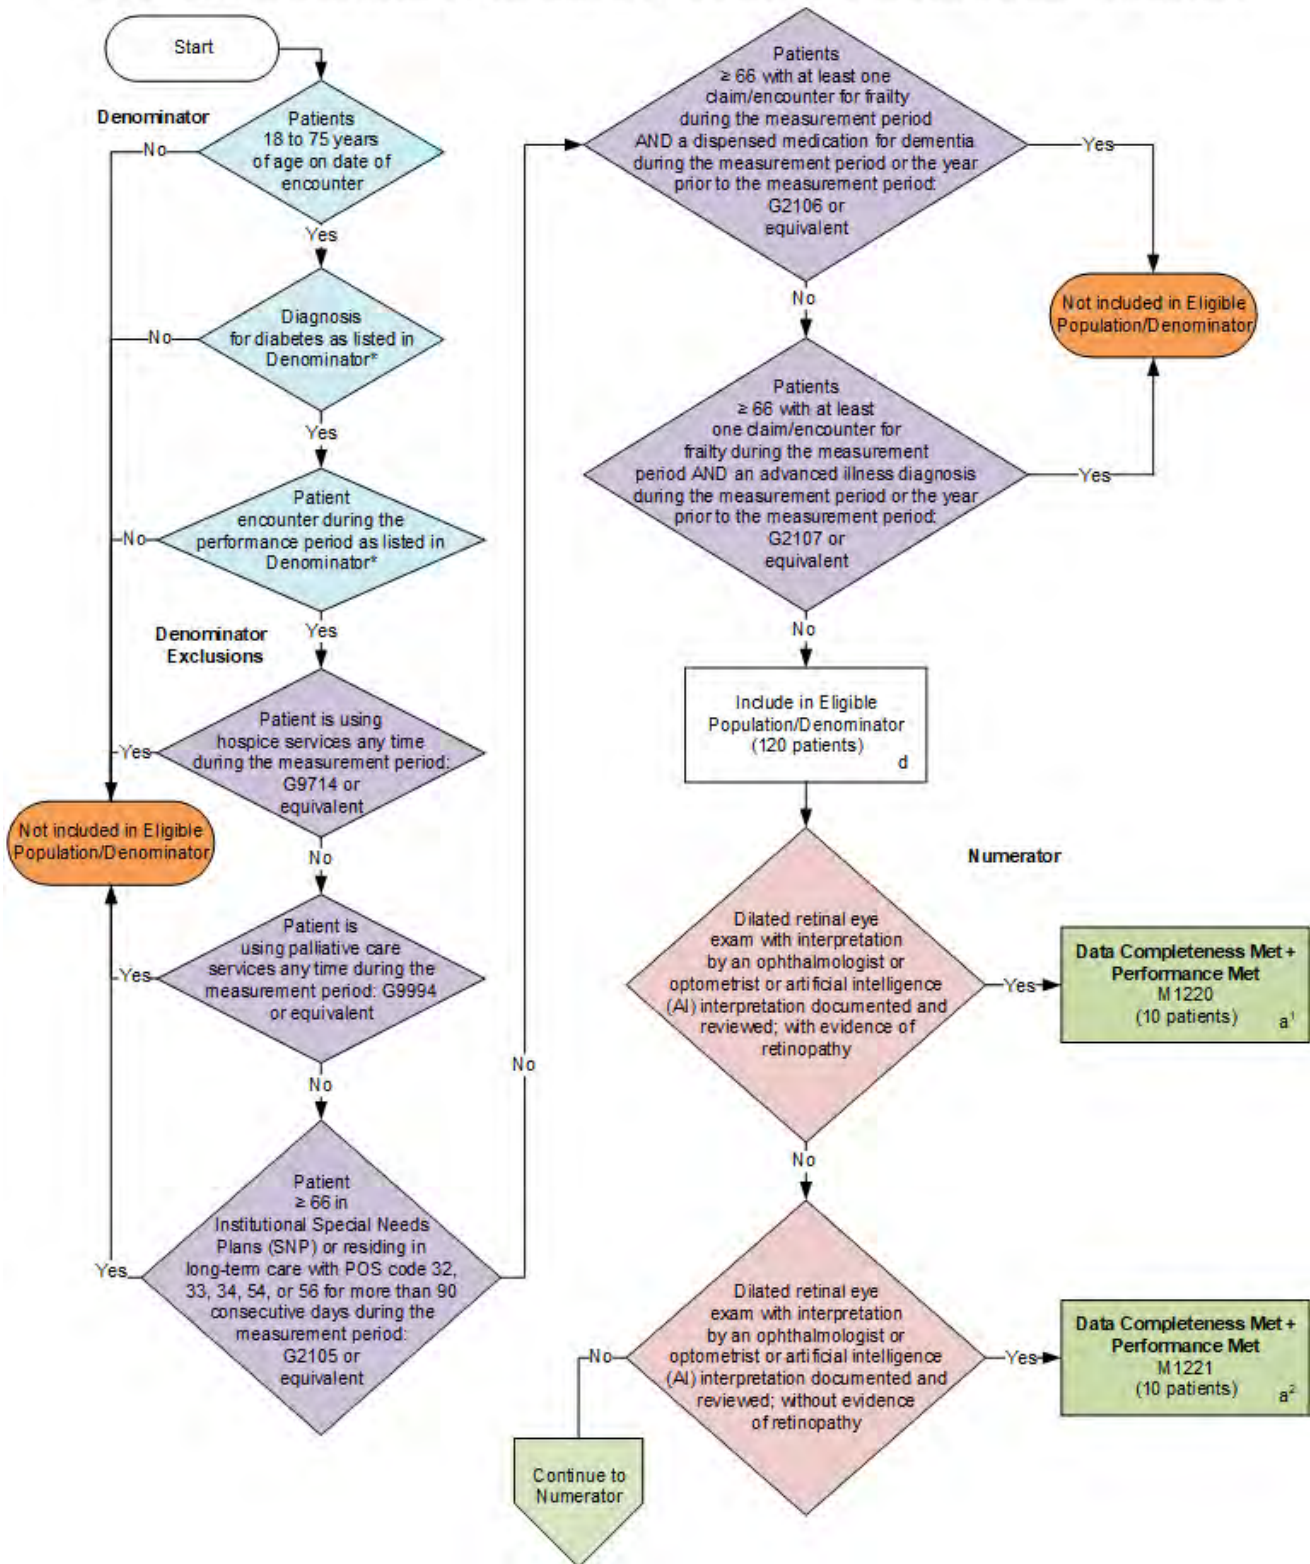 Start
Denominator
Patients
18 to 75 years
of age on date of
encounter
No
Yes
Diagnosis
for diabetes as listed in
Denominator*
No
Yes
Patient
encounter during the
performance period as listed in
Denominator*
No
Yes
Denominator
Exclusions
Patient is using
hospice services any time
during the measurement period:
G9714 or
equivalent
Yes
No
Not included in Eligible
Population/Denominator
Patient is
using palliative care
services any time during the
measurement period: G9994
or equivalent
Yes
No
Patient
≥ 66 in
Institutional Special Needs
Plans (SNP) or residing in
long-term care with POS code 32,
33, 34, 54, or 56 for more than 90
consecutive days during the
measurement period:
G2105 or
equivalent
Yes
No
Patients
≥ 66 with at least one
claim/encounter for frailty
during the measurement period
AND a dispensed medication for dementia
during the measurement period or the year
prior to the measurement period:
G2106 or
equivalent
Yes
No
Not included in Eligible
Population/Denominator
Patients
≥ 66 with at least
one claim/encounter for
frailty during the measurement
period AND an advanced illness diagnosis
during the measurement period or the year
prior to the measurement period:
G2107 or
equivalent
Yes
No
Include in Eligible
Population/Denominator
(120 patients)
d
Numerator
Dilated retinal eye
exam with interpretation
by an ophthalmologist or
optometrist or artificial intelligence
(AI) interpretation documented and
reviewed; with evidence of
retinopathy
Yes
Data Completeness Met +
Performance Met
M1220
(10 patients)
a¹
No
Dilated retinal eye
exam with interpretation
by an ophthalmologist or
optometrist or artificial intelligence
(AI) interpretation documented and
reviewed; without evidence
of retinopathy
Yes
Data Completeness Met +
Performance Met
M1221
(10 patients)
a²
No
Continue to
Numerator